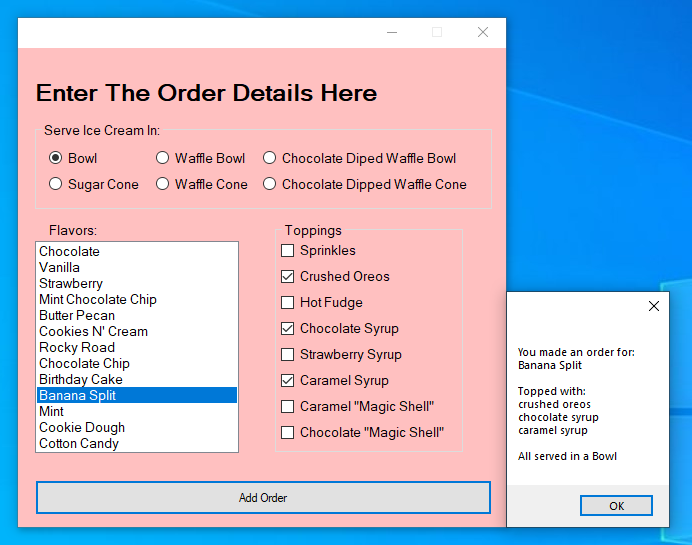 Enter The Order Details Here
Serve Ice Cream In:
Bowl
Waffle Bowl
Chocolate Diped Waffle Bowl
Sugar Cone
Waffle Cone
Chocolate Dipped Waffle Cone
Flavors:
Chocolate
Vanilla
Strawberry
Mint Chocolate Chip
Butter Pecan
Cookies N' Cream
Rocky Road
Chocolate Chip
Birthday Cake
Banana Split
Mint
Cookie Dough
Cotton Candy
Toppings
Sprinkles
Crushed Oreos
Hot Fudge
Chocolate Syrup
Strawberry Syrup
Caramel Syrup
Caramel "Magic Shell"
Chocolate "Magic Shell"
Add Order
You made an order for:
Banana Split
Topped with:
crushed oreos
chocolate syrup
caramel syrup
All served in a Bowl
OK